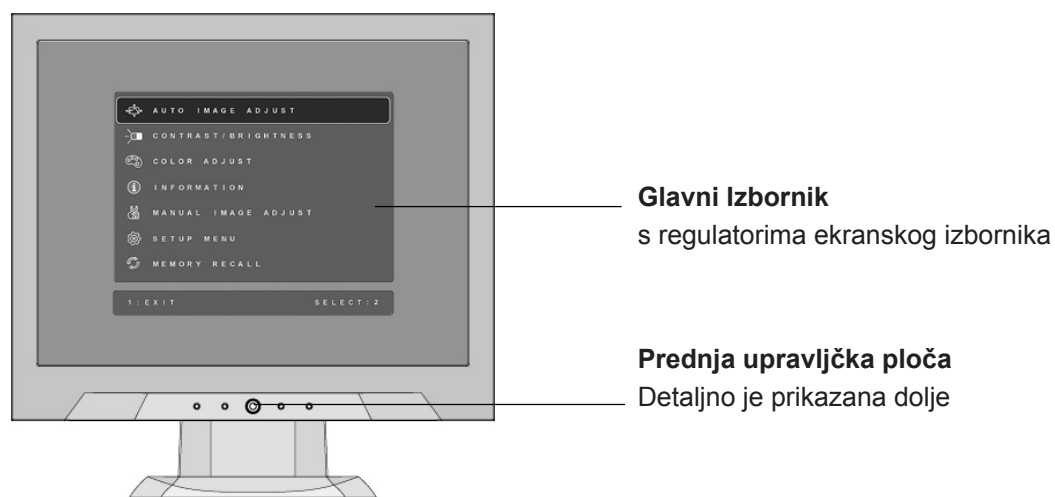 AUTO IMAGE ADJUST
CONTRAST/BRIGHTNESS
COLOR ADJUST
INFORMATION
MANUAL IMAGE ADJUST
SETUP MENU
MEMORY RECALL
1:EXIT SELECT:2
Glavni Izbornik
s regulatorima ekranskog izbornika
Prednja upravljčka ploča
Detaljno je prikazana dolje